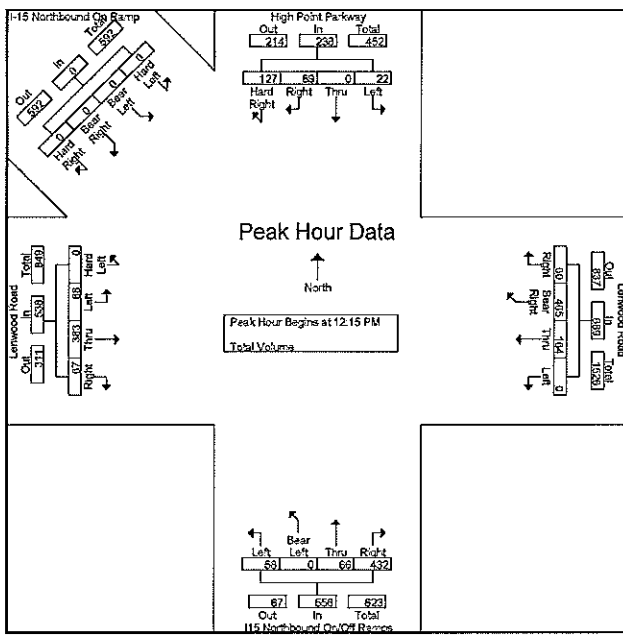 I-15 Northbound On Ramp
Out In Total
592 0 592
0 0 0 0
Hard Right Bear Right Bear Left Hard Left
High Point Parkway
Out In Total
214 238 452
127 89 0 22
Hard Right Right Thru Left
Lenwood Road
Out In Total
311 538 849
67 383 88 0
Right Thru Left Hard Left
Peak Hour Data
North
Peak Hour Begins at 12:15 PM
Total Volume
Right Bear Right Thru Left
60 465 164 0
Out In Total
837 689 1526
Lenwood Road
Left Bear Left Thru Right
58 0 66 432
67 556 623
Out In Total
I15 Northbound On/Off Ramps